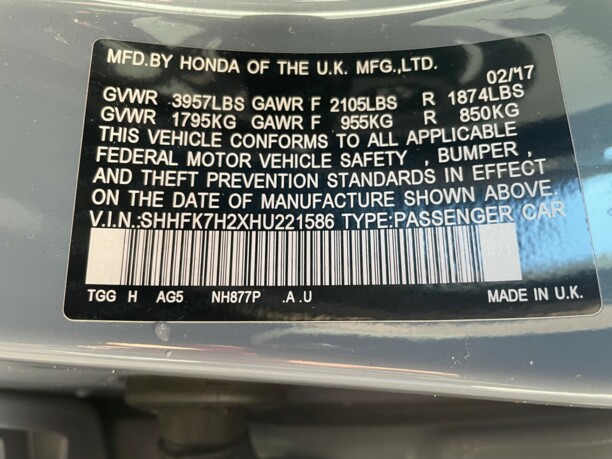 MFD.BY HONDA OF THE U.K. MFG.,LTD.
02/'17
GVWR 3957LBS GAWR F 2105LBS R 1874LBS
GVWR 1795KG GAWR F 955KG R 850KG
THIS VEHICLE CONFORMS TO ALL APPLICABLE
FEDERAL MOTOR VEHICLE SAFETY , BUMPER ,
AND THEFT PREVENTION STANDARDS IN EFFECT
ON THE DATE OF MANUFACTURE SHOWN ABOVE.
V.I.N.:SHHFK7H2XHU221586 TYPE:PASSENGER CAR
TGG H AG5 NH877P .A .U MADE IN U.K.